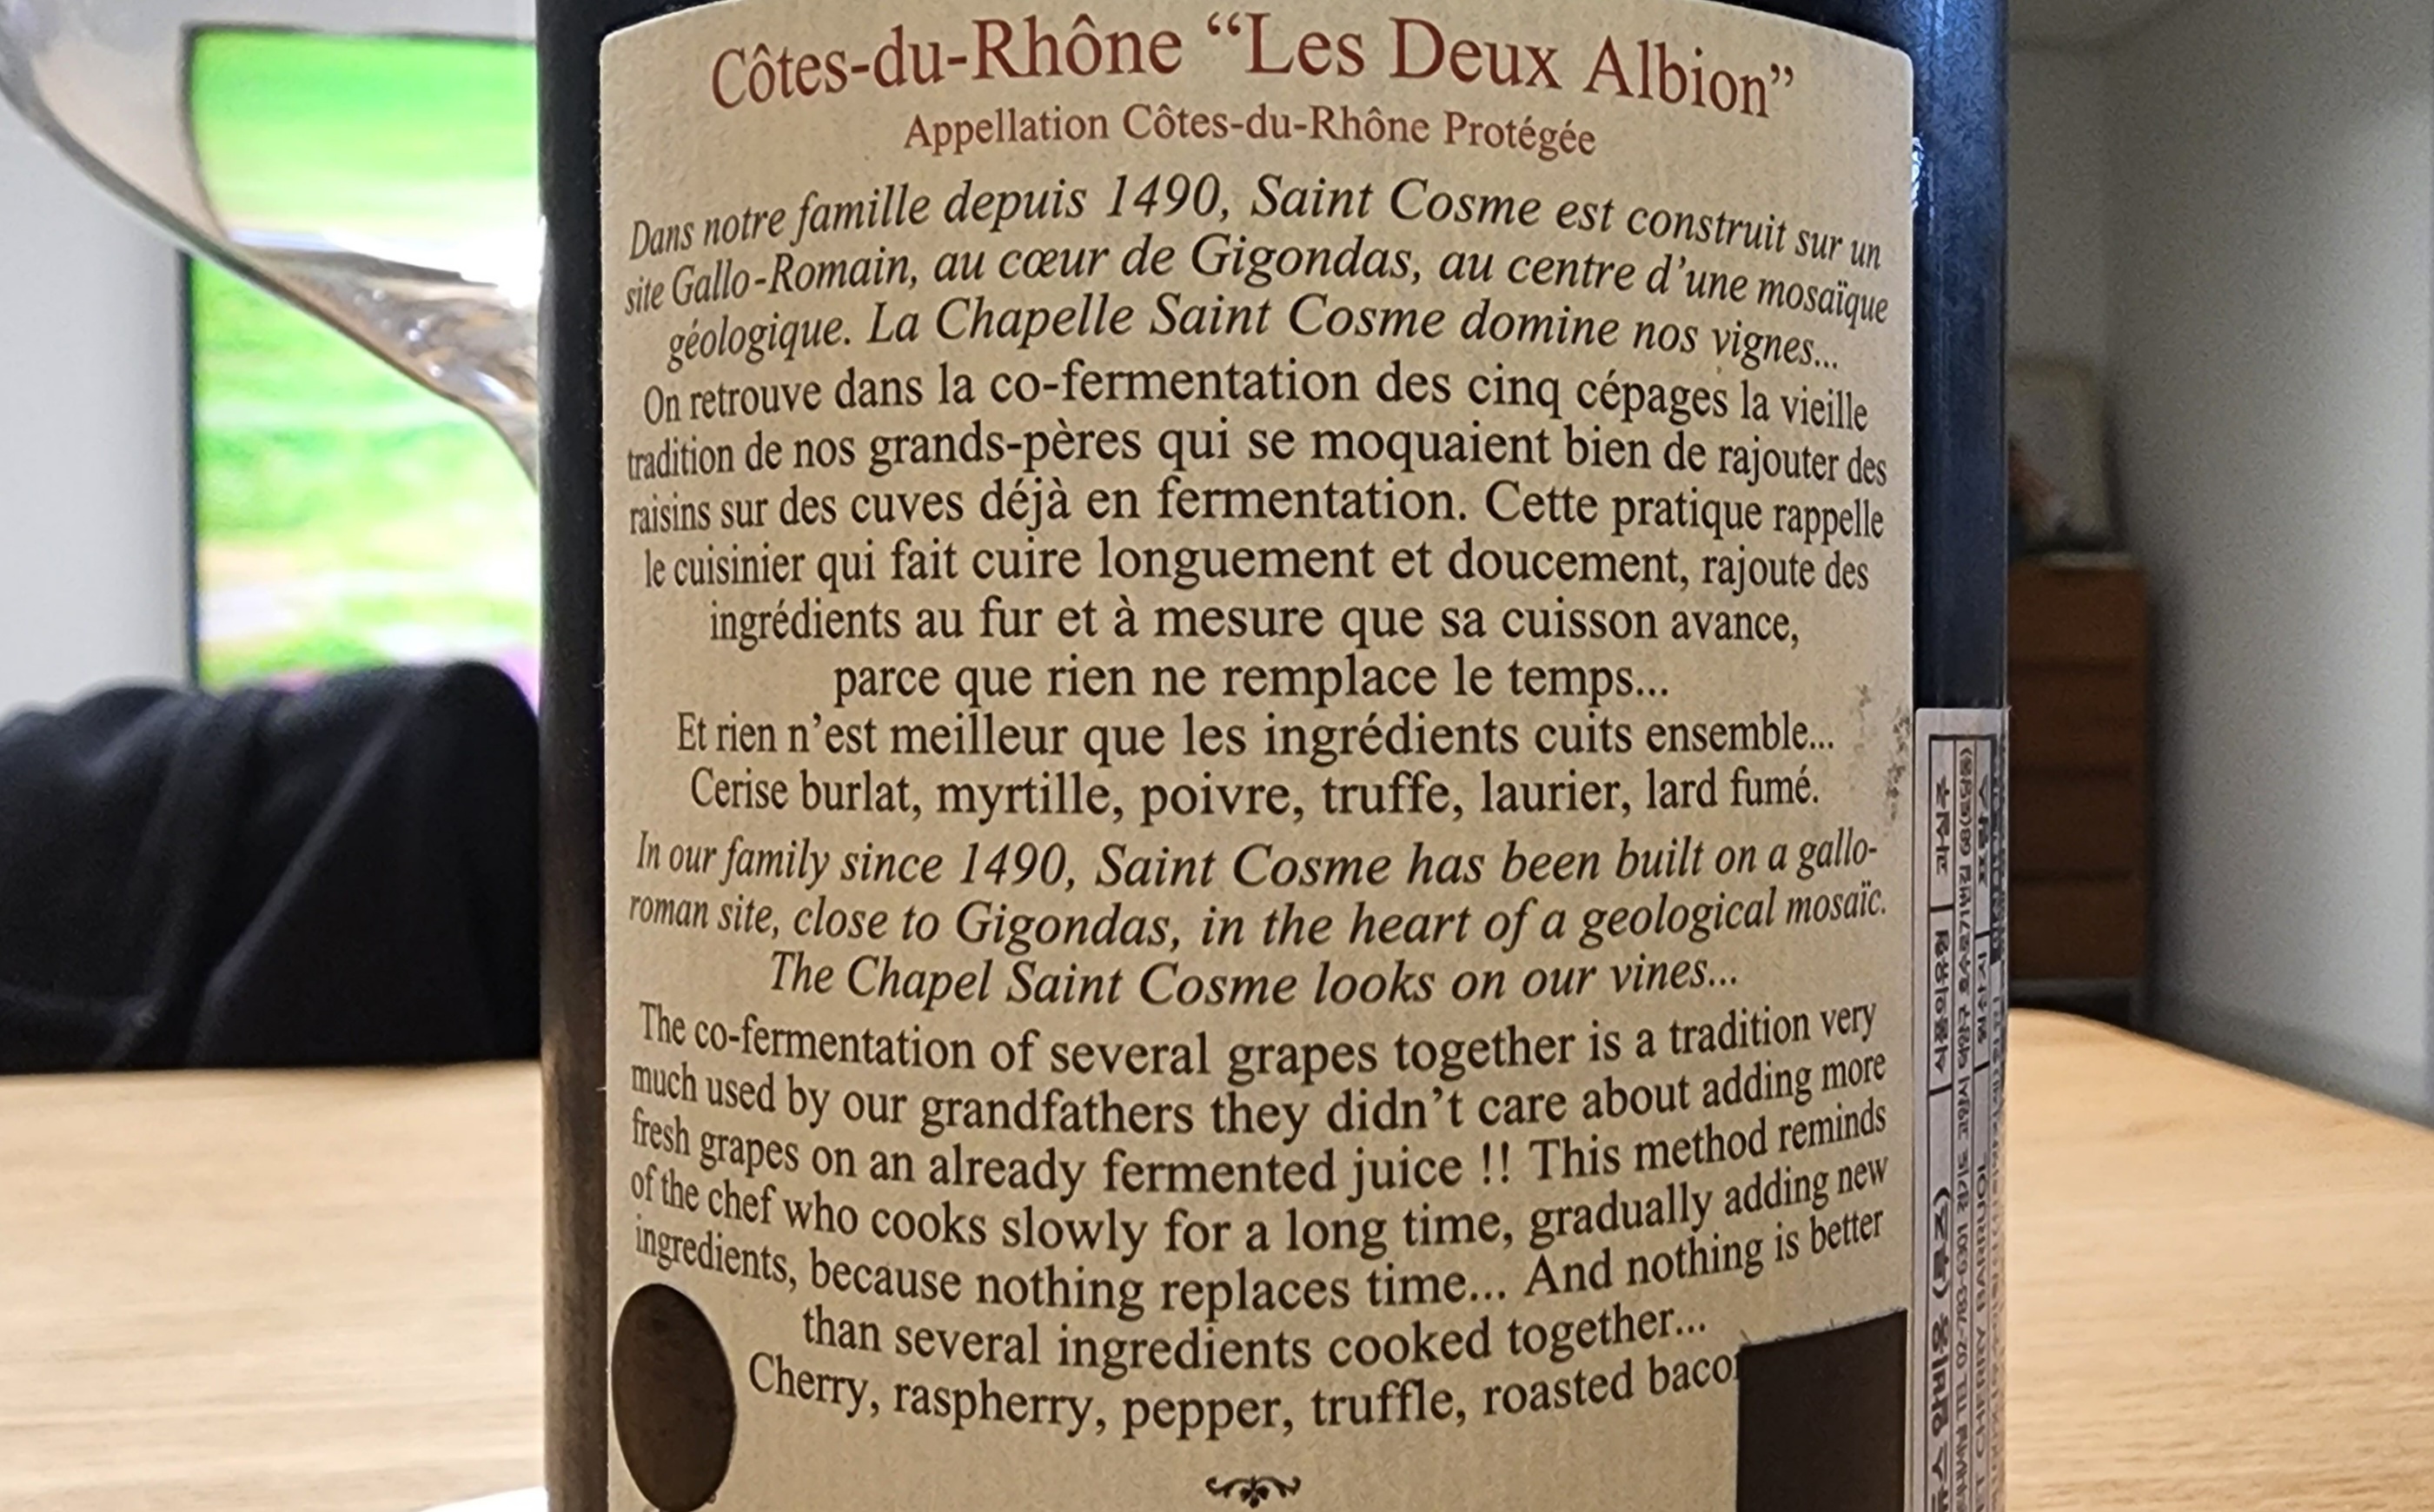 Côtes-du-Rhône “Les Deux Albion”
Appellation Côtes-du-Rhône Protégée
Dans notre famille depuis 1490, Saint Cosme est construit sur un
site Gallo-Romain, au cœur de Gigondas, au centre d’une mosaïque
géologique. La Chapelle Saint Cosme domine nos vignes...
On retrouve dans la co-fermentation des cinq cépages la vieille
tradition de nos grands-pères qui se moquaient bien de rajouter des
raisins sur des cuves déjà en fermentation. Cette pratique rappelle
le cuisinier qui fait cuire longuement et doucement, rajoute des
ingrédients au fur et à mesure que sa cuisson avance,
parce que rien ne remplace le temps...
Et rien n’est meilleur que les ingrédients cuits ensemble...
Cerise burlat, myrtille, poivre, truffe, laurier, lard fumé.
In our family since 1490, Saint Cosme has been built on a gallo-
roman site, close to Gigondas, in the heart of a geological mosaïc.
The Chapel Saint Cosme looks on our vines...
The co-fermentation of several grapes together is a tradition very
much used by our grandfathers they didn’t care about adding more
fresh grapes on an already fermented juice !! This method reminds
of the chef who cooks slowly for a long time, gradually adding new
ingredients, because nothing replaces time... And nothing is better
than several ingredients cooked together...
Cherry, raspherry, pepper, truffle, roasted baco